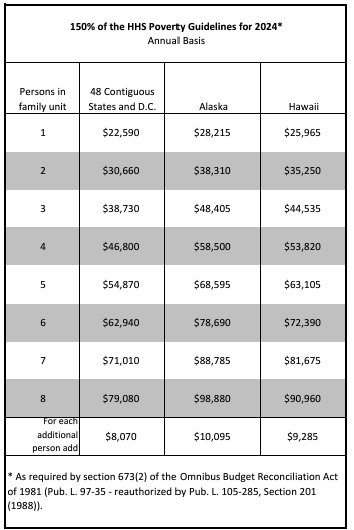 150% of the HHS Poverty Guidelines for 2024*
Annual Basis
Persons in family unit 48 Contiguous States and D.C. Alaska Hawaii
1 $22,590 $28,215 $25,965
2 $30,660 $38,310 $35,250
3 $38,730 $48,405 $44,535
4 $46,800 $58,500 $53,820
5 $54,870 $68,595 $63,105
6 $62,940 $78,690 $72,390
7 $71,010 $88,785 $81,675
8 $79,080 $98,880 $90,960
For each additional person add $8,070 $10,095 $9,285
* As required by section 673(2) of the Omnibus Budget Reconciliation Act
of 1981 (Pub. L. 97-35 - reauthorized by Pub. L. 105-285, Section 201
(1988)).